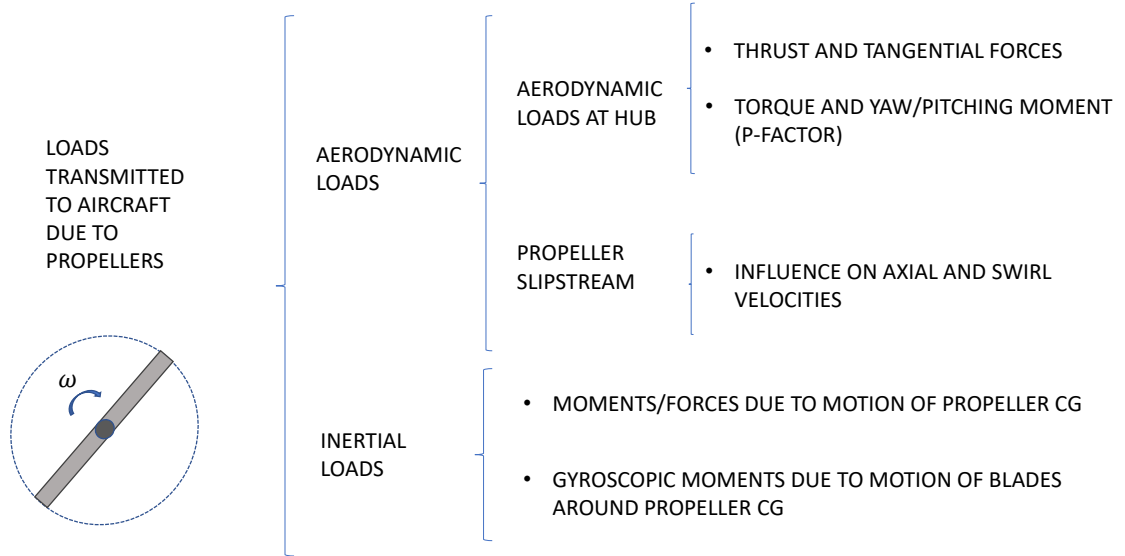 LOADS
TRANSMITTED
TO AIRCRAFT
DUE TO
PROPELLERS
ω
AERODYNAMIC
LOADS
AERODYNAMIC
LOADS AT HUB
• THRUST AND TANGENTIAL FORCES
• TORQUE AND YAW/PITCHING MOMENT
(P-FACTOR)
PROPELLER
SLIPSTREAM
• INFLUENCE ON AXIAL AND SWIRL
VELOCITIES
INERTIAL
LOADS
• MOMENTS/FORCES DUE TO MOTION OF PROPELLER CG
• GYROSCOPIC MOMENTS DUE TO MOTION OF BLADES
AROUND PROPELLER CG